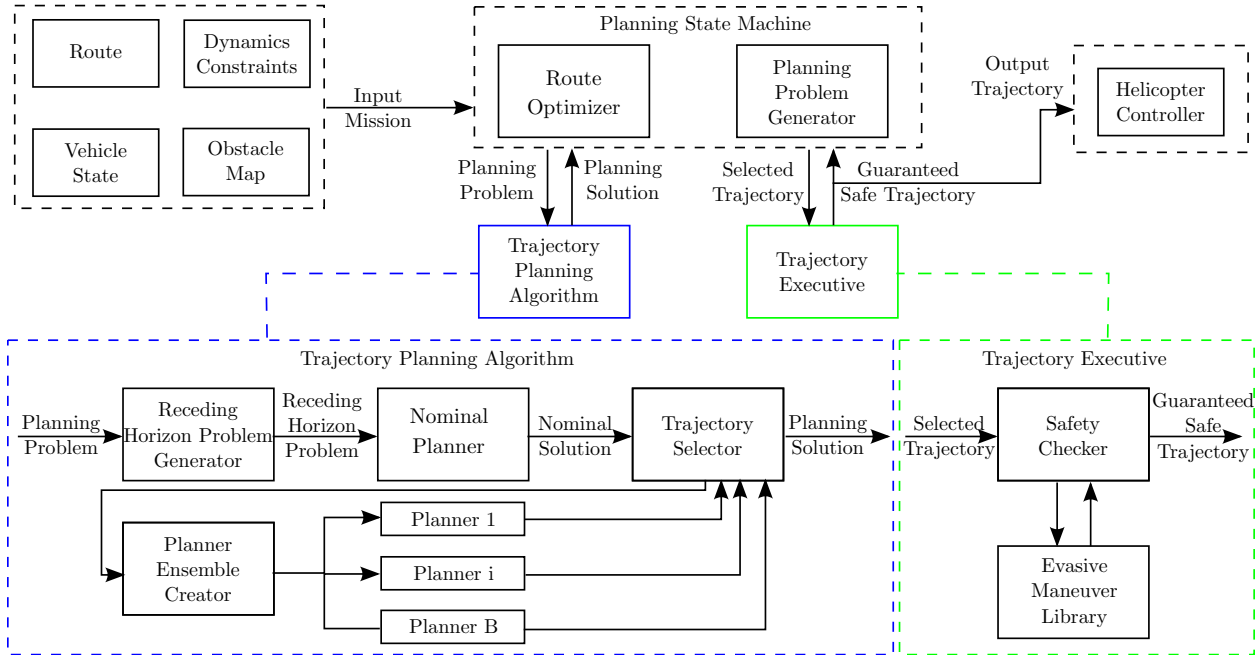 Planning State Machine
Route
Dynamics
Constraints
Vehicle
State
Obstacle
Map
Input
Mission
Route
Optimizer
Planning
Problem
Generator
Output
Trajectory
Helicopter
Controller
Planning
Problem
Planning
Solution
Selected
Trajectory
Guaranteed
Safe Trajectory
Trajectory
Planning
Algorithm
Trajectory
Executive
Trajectory Planning Algorithm
Planning
Problem
Receding
Horizon Problem
Generator
Receding
Horizon
Problem
Nominal
Planner
Nominal
Solution
Trajectory
Selector
Planning
Solution
Planner
Ensemble
Creator
Planner 1
Planner i
Planner B
Trajectory Executive
Selected
Trajectory
Safety
Checker
Guaranteed
Safe
Trajectory
Evasive
Maneuver
Library